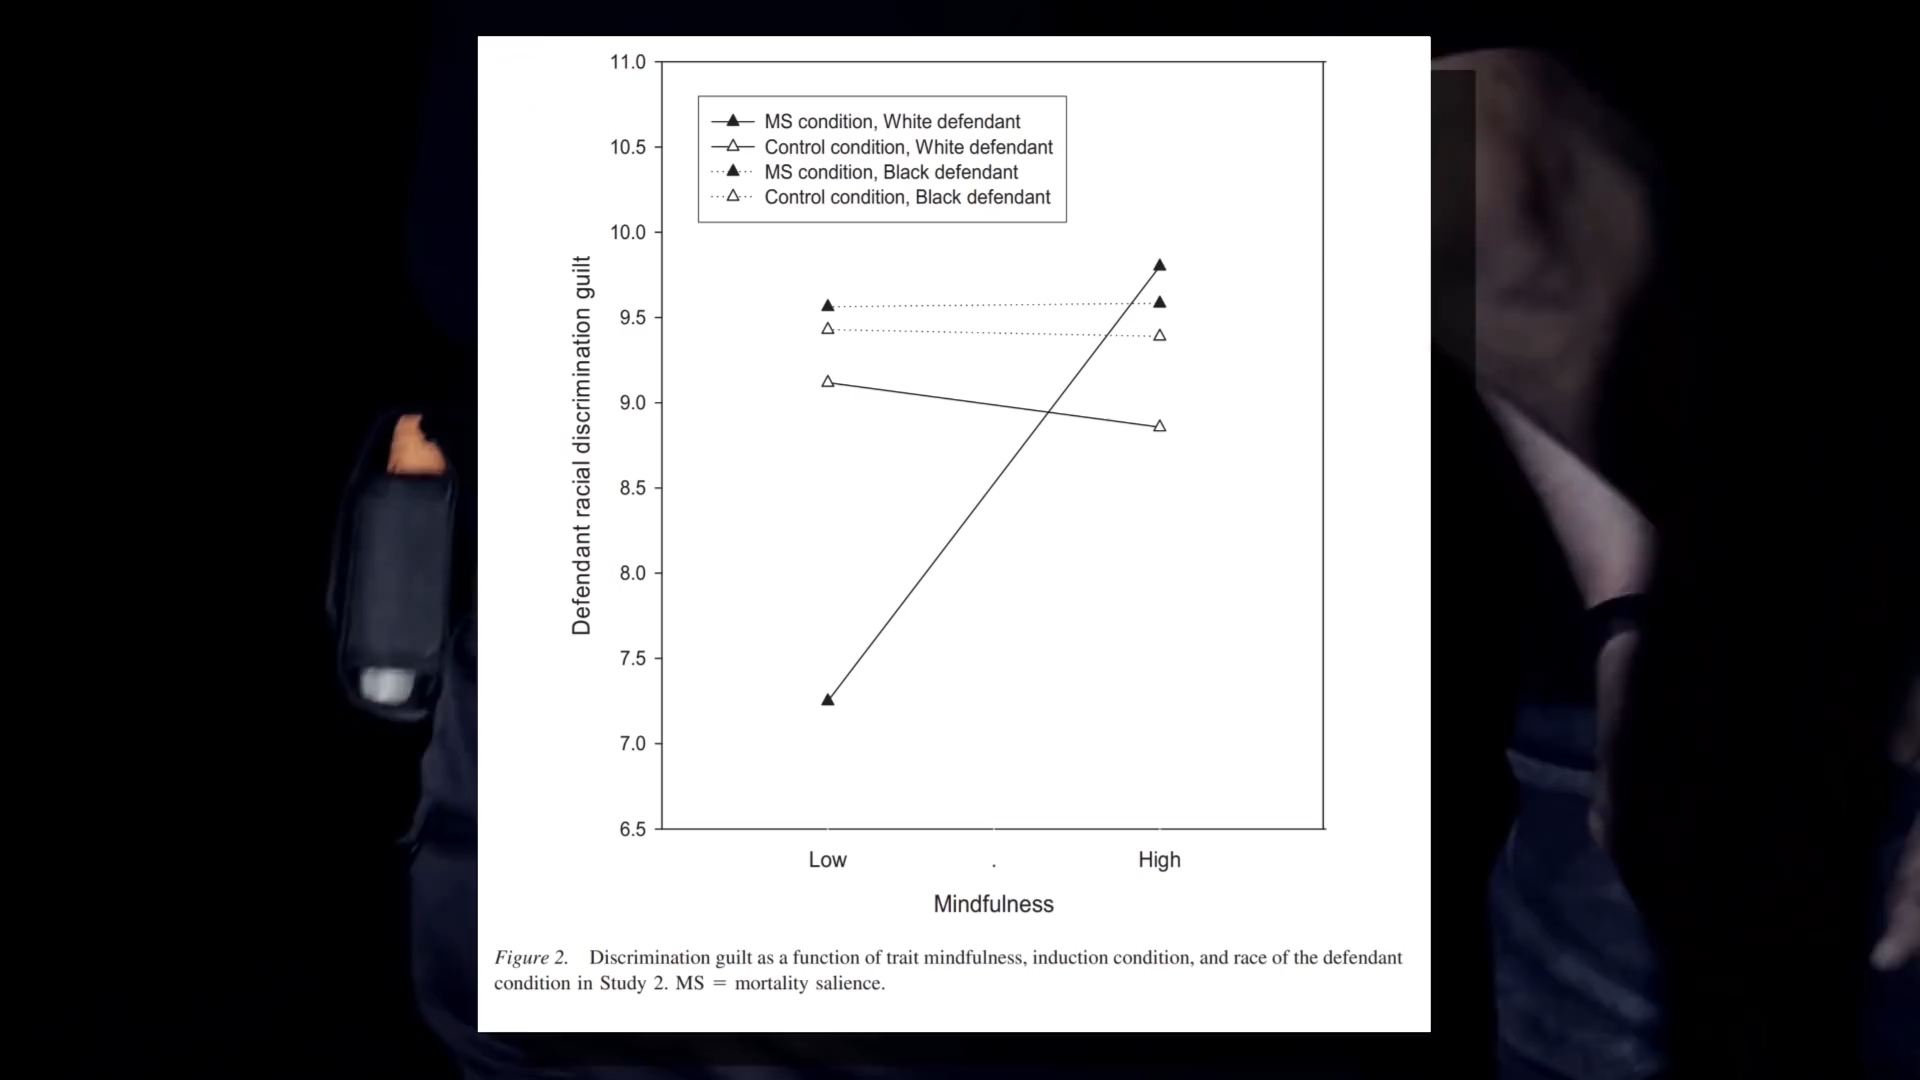 11.0
10.5
10.0
9.5
9.0
8.5
8.0
7.5
7.0
6.5
Defendant racial discrimination guilt
MS condition, White defendant
Control condition, White defendant
MS condition, Black defendant
Control condition, Black defendant
Low . High
Mindfulness
Figure 2. Discrimination guilt as a function of trait mindfulness, induction condition, and race of the defendant
condition in Study 2. MS = mortality salience.